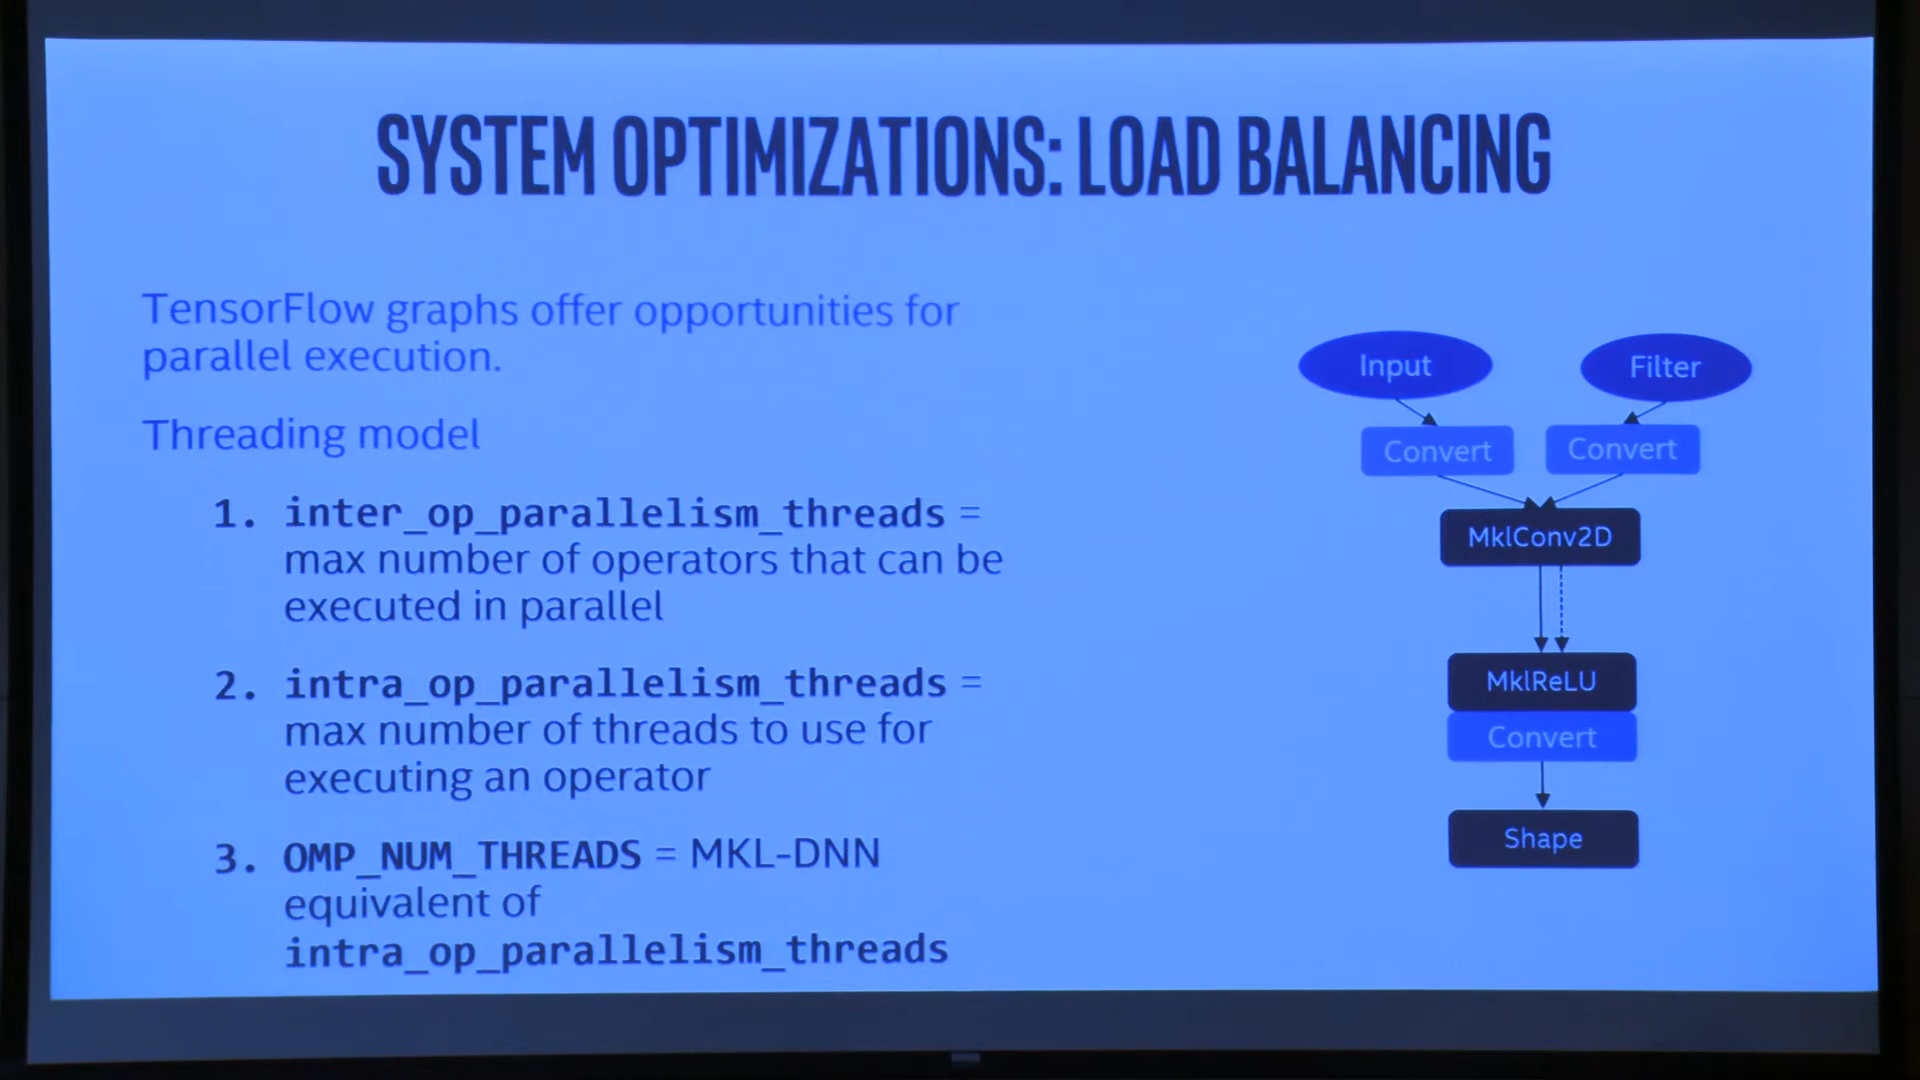 SYSTEM OPTIMIZATIONS: LOAD BALANCING
TensorFlow graphs offer opportunities for
parallel execution.
Threading model
1. inter_op_parallelism_threads =
max number of operators that can be
executed in parallel
2. intra_op_parallelism_threads =
max number of threads to use for
executing an operator
3. OMP_NUM_THREADS = MKL-DNN
equivalent of
intra_op_parallelism_threads
Input
Filter
Convert
Convert
MklConv2D
MklReLU
Convert
Shape